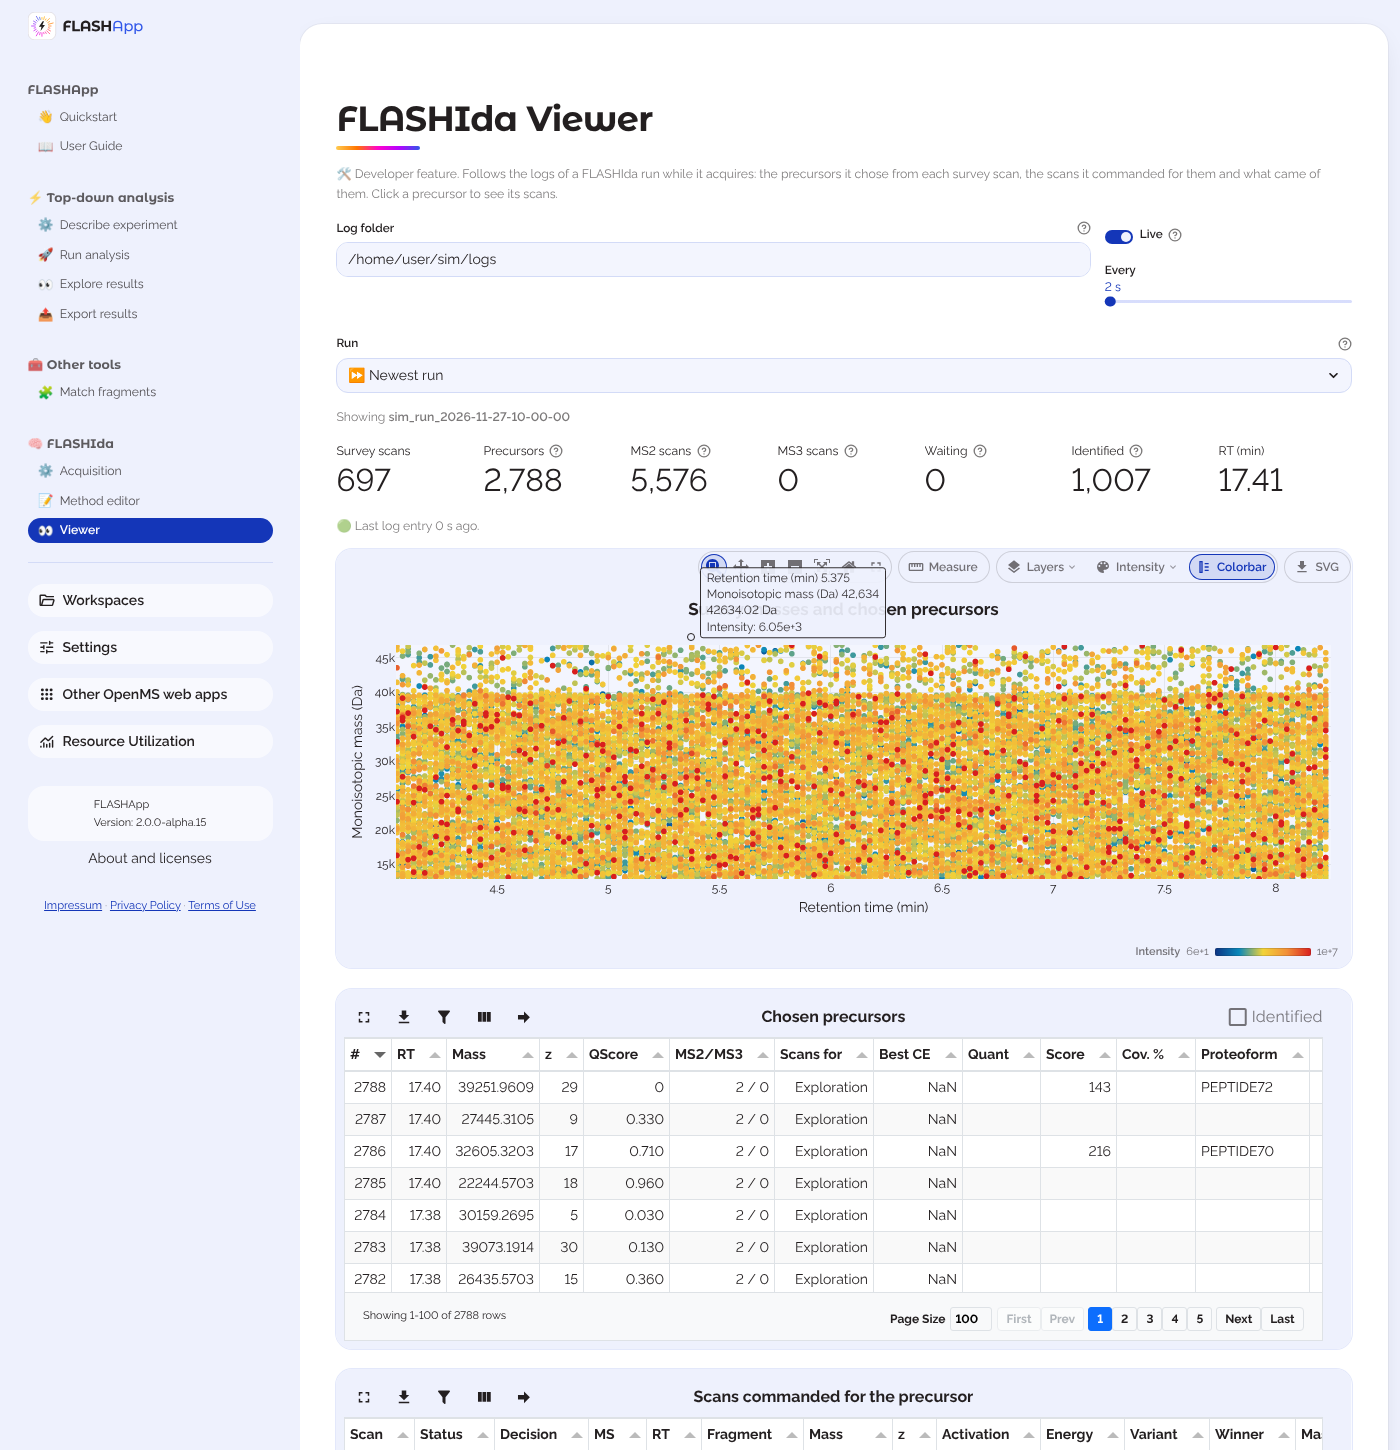 FLASHApp
FLASHApp
Quickstart
User Guide
Top-down analysis
Describe experiment
Run analysis
Explore results
Export results
Other tools
Match fragments
FLASHIda
Acquisition
Method editor
Viewer
Workspaces
Settings
Other OpenMS web apps
Resource Utilization
FLASHApp
Version: 2.0.0-alpha.15
About and licenses
Impressum · Privacy Policy · Terms of Use
FLASHIda Viewer
Developer feature. Follows the logs of a FLASHIda run while it acquires: the precursors it chose from each survey scan, the scans it commanded for them and what came of
them. Click a precursor to see its scans.
Log folder
/home/user/sim/logs
Live
Every
2 s
Run
Newest run
Showing sim_run_2026-11-27-10-00-00
Survey scans Precursors MS2 scans MS3 scans Waiting Identified RT (min)
697 2,788 5,576 0 0 1,007 17.41
Last log entry 0 s ago.
Measure Layers Intensity Colorbar SVG
Retention time (min) 5.375
Monoisotopic mass (Da) 42,634
42634.02 Da
Intensity: 6.05e+3
and chosen precursors
Monoisotopic mass (Da)
45k
40k
35k
30k
25k
20k
15k
4.5 5 5.5 6 6.5 7 7.5 8
Retention time (min)
Intensity 6e+1 1e+7
Chosen precursors
Identified
# RT Mass z QScore MS2/MS3 Scans for Best CE Quant Score Cov. % Proteoform
2788 17.40 39251.9609 29 0 2 / 0 Exploration NaN 143 PEPTIDE72
2787 17.40 27445.3105 9 0.330 2 / 0 Exploration NaN
2786 17.40 32605.3203 17 0.710 2 / 0 Exploration NaN 216 PEPTIDE70
2785 17.40 22244.5703 18 0.960 2 / 0 Exploration NaN
2784 17.38 30159.2695 5 0.030 2 / 0 Exploration NaN
2783 17.38 39073.1914 30 0.130 2 / 0 Exploration NaN
2782 17.38 26435.5703 15 0.360 2 / 0 Exploration NaN
Showing 1-100 of 2788 rows
Page Size 100 First Prev 1 2 3 4 5 Next Last
Scans commanded for the precursor
Scan Status Decision MS RT Fragment Mass z Activation Energy Variant Winner